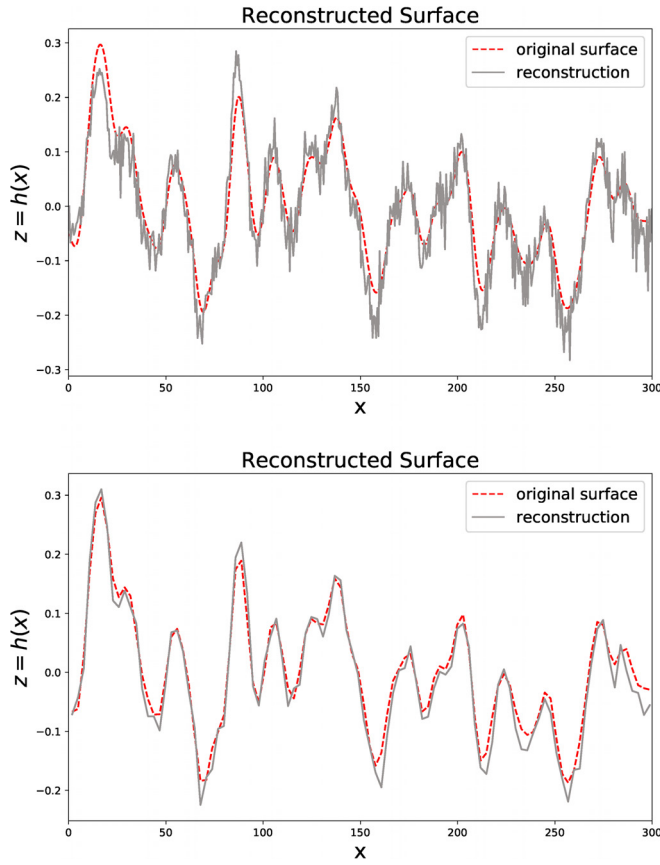 Reconstructed Surface
0.3
0.2
0.1
0.0
−0.1
−0.2
−0.3
z = h(x)
original surface
reconstruction
0 50 100 150 200 250 300
x
Reconstructed Surface
0.3
0.2
0.1
0.0
−0.1
−0.2
z = h(x)
original surface
reconstruction
0 50 100 150 200 250 300
x